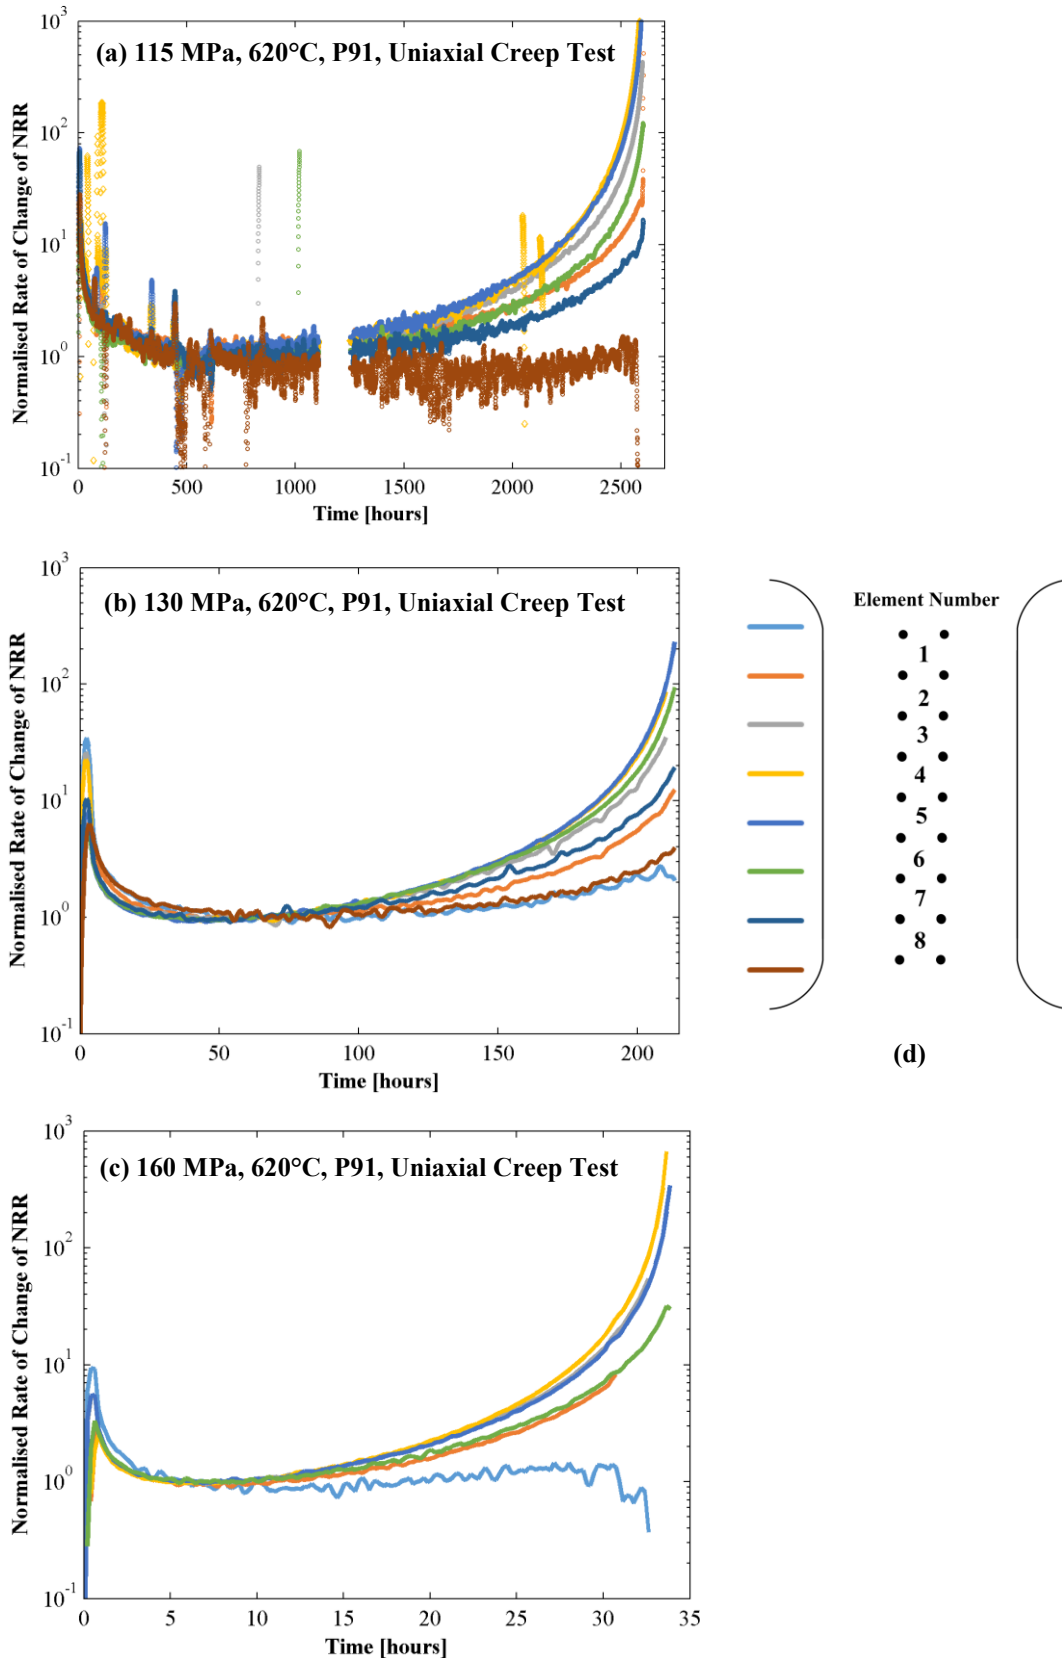 (a) 115 MPa, 620°C, P91, Uniaxial Creep Test
Normalised Rate of Change of NRR
10^3
10^2
10^1
10^0
10^-1
0 500 1000 1500 2000 2500
Time [hours]
(b) 130 MPa, 620°C, P91, Uniaxial Creep Test
Normalised Rate of Change of NRR
10^3
10^2
10^1
10^0
10^-1
0 50 100 150 200
Time [hours]
Element Number
1
2
3
4
5
6
7
8
(d)
(c) 160 MPa, 620°C, P91, Uniaxial Creep Test
Normalised Rate of Change of NRR
10^3
10^2
10^1
10^0
10^-1
0 5 10 15 20 25 30 35
Time [hours]